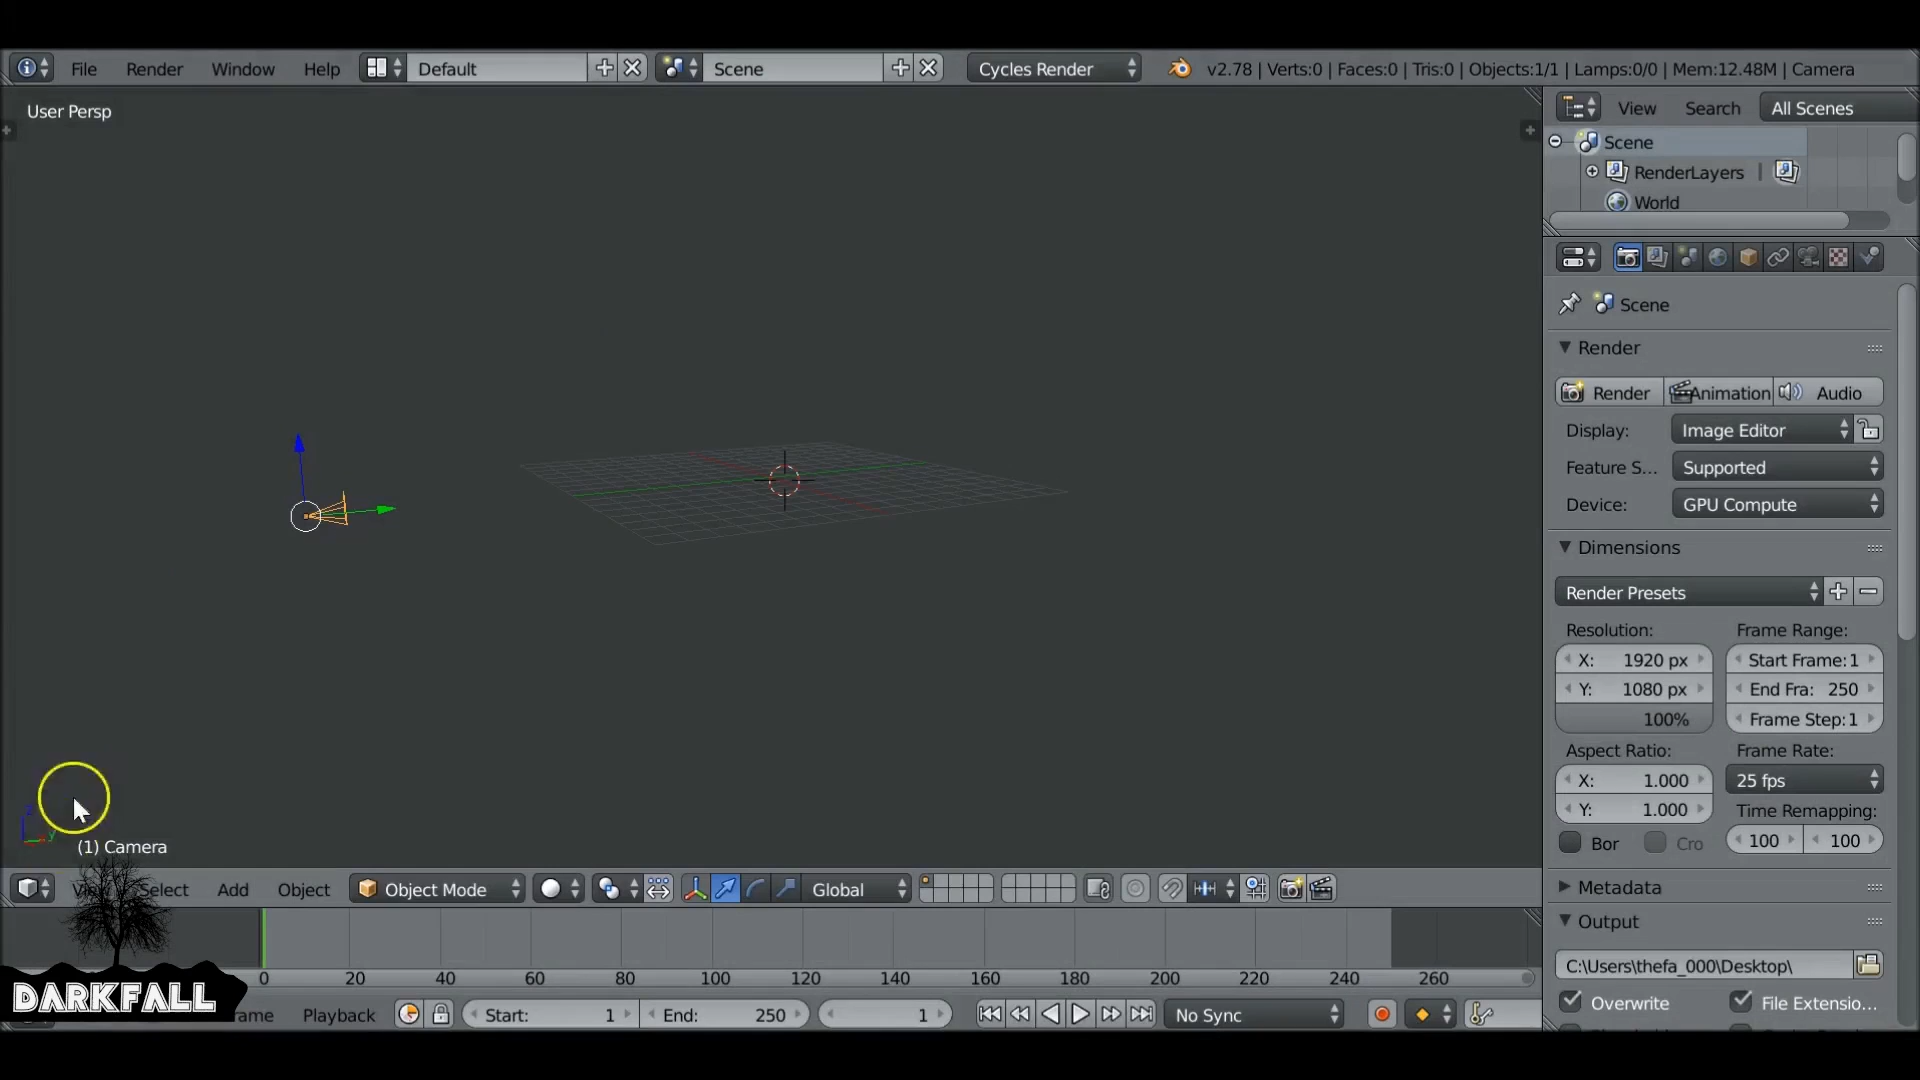 File Render Window Help Default Scene Cycles Render v2.78 | Verts:0 | Faces:0 | Tris:0 | Objects:1/1 | Lamps:0/0 | Mem:12.48M | Camera
User Persp
View Search All Scenes
Scene
RenderLayers
World
Scene
Render
Render Animation Audio
Display: Image Editor
Feature S... Supported
Device: GPU Compute
Dimensions
Render Presets
Resolution: Frame Range:
X: 1920 px Start Frame: 1
Y: 1080 px End Fra: 250
100% Frame Step: 1
Aspect Ratio: Frame Rate:
X: 1.000 25 fps
Y: 1.000 Time Remapping:
Bor Cro 100 100
Metadata
Output
C:\Users\thefa_000\Desktop\
Overwrite File Extensio...
(1) Camera
Select Add Object Object Mode Global
0 20 40 60 80 100 120 140 160 180 200 220 240 260
DARKFALL
Playback Start: 1 End: 250 1 No Sync